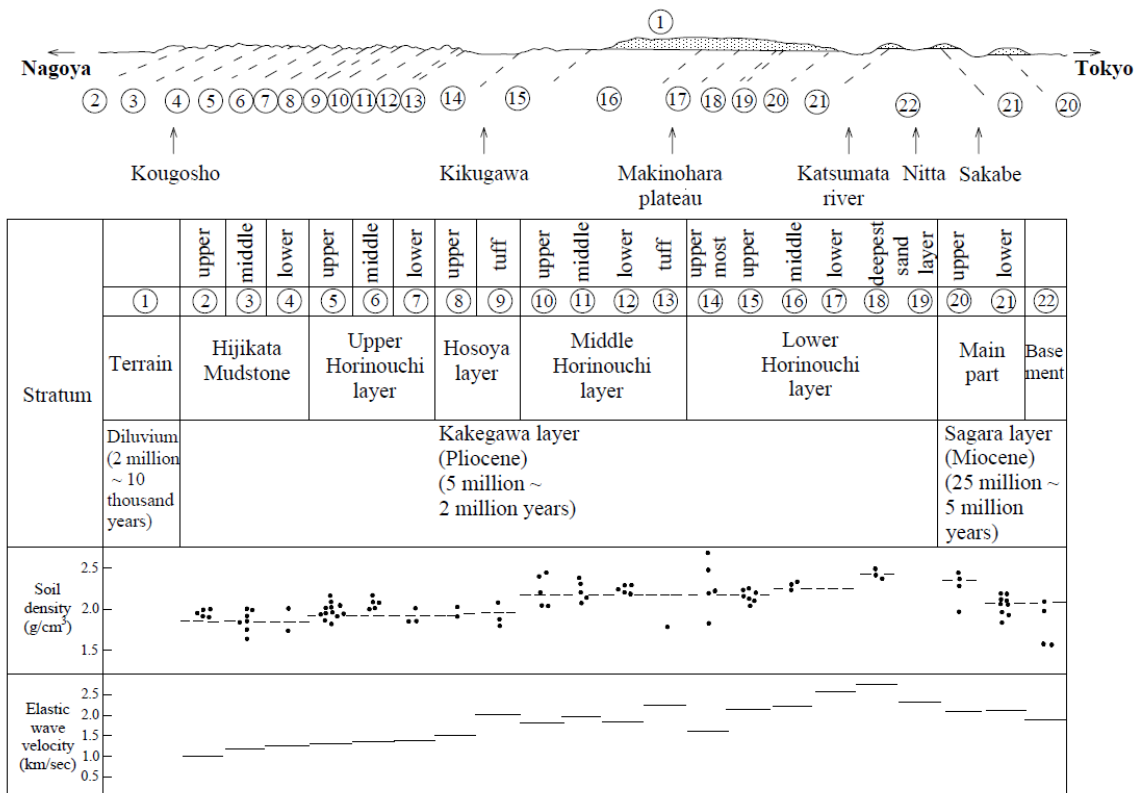 ①
Nagoya
Tokyo
② ③ ④ ⑤ ⑥ ⑦ ⑧ ⑨ ⑩ ⑪ ⑫ ⑬ ⑭ ⑮ ⑯ ⑰ ⑱ ⑲ ⑳ ㉑ ㉒ ㉑ ⑳
Kougosho
Kikugawa
Makinohara
plateau
Katsumata
river
Nitta
Sakabe
upper
middle
lower
upper
middle
lower
upper
tuff
upper
middle
lower
tuff
upper
most
upper
middle
lower
deepest
sand
layer
upper
lower
① ② ③ ④ ⑤ ⑥ ⑦ ⑧ ⑨ ⑩ ⑪ ⑫ ⑬ ⑭ ⑮ ⑯ ⑰ ⑱ ⑲ ⑳ ㉑ ㉒
Stratum
Terrain
Hijikata
Mudstone
Upper
Horinouchi
layer
Hosoya
layer
Middle
Horinouchi
layer
Lower
Horinouchi
layer
Main
part
Base
ment
Diluvium
(2 million
~ 10
thousand
years)
Kakegawa layer
(Pliocene)
(5 million ~
2 million years)
Sagara layer
(Miocene)
(25 million ~
5 million
years)
Soil
density
(g/cm³)
2.5
2.0
1.5
Elastic
wave
velocity
(km/sec)
2.5
2.0
1.5
1.0
0.5